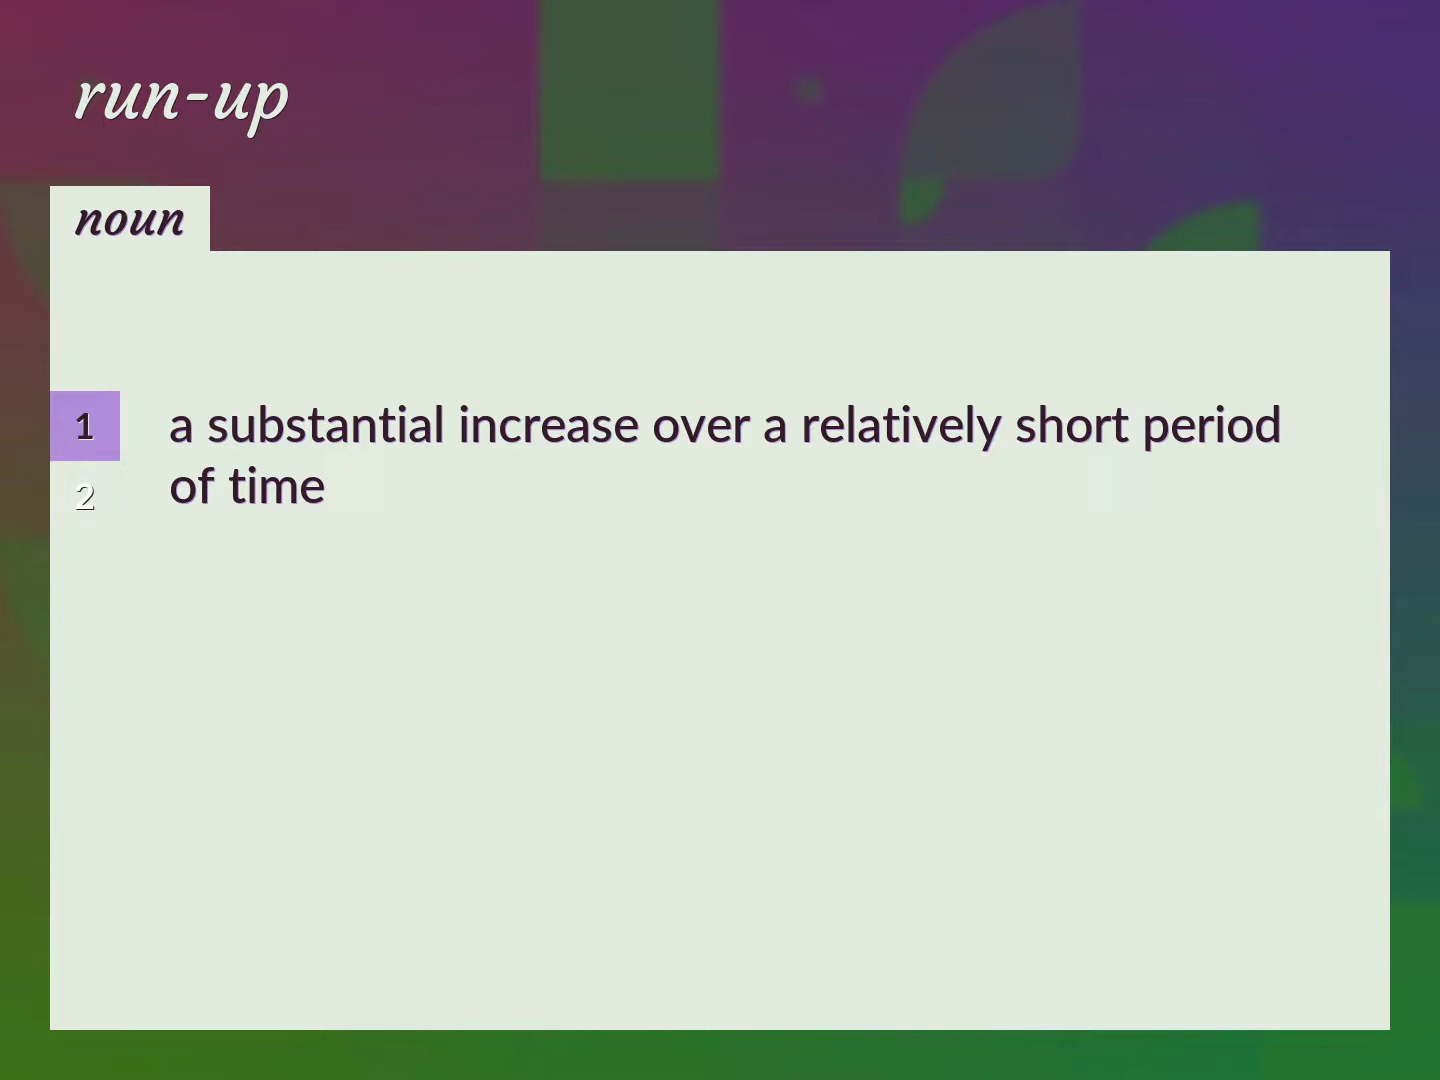 run-up
noun
1 a substantial increase over a relatively short period
2 of time